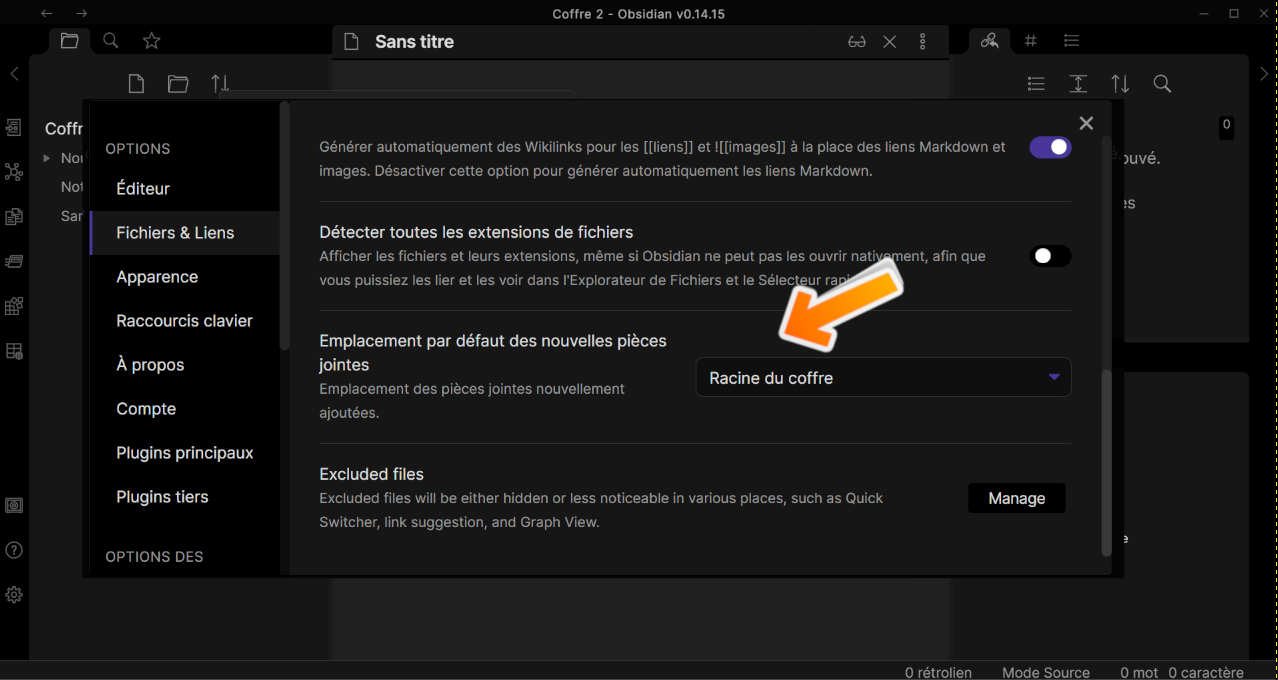 Coffre 2 - Obsidian v0.14.15
Sans titre
Coffr
Nou
Not
San
OPTIONS
Éditeur
Fichiers & Liens
Apparence
Raccourcis clavier
À propos
Compte
Plugins principaux
Plugins tiers
OPTIONS DES
Générer automatiquement des Wikilinks pour les [[liens]] et ![[images]] à la place des liens Markdown et
images. Désactiver cette option pour générer automatiquement les liens Markdown.
Détecter toutes les extensions de fichiers
Afficher les fichiers et leurs extensions, même si Obsidian ne peut pas les ouvrir nativement, afin que
vous puissiez les lier et les voir dans l'Explorateur de Fichiers et le Sélecteur rapi
Emplacement par défaut des nouvelles pièces
jointes
Emplacement des pièces jointes nouvellement
ajoutées.
Racine du coffre
Excluded files
Excluded files will be either hidden or less noticeable in various places, such as Quick
Switcher, link suggestion, and Graph View.
Manage
0
ouvé.
es
e
0 rétrolien Mode Source 0 mot 0 caractère